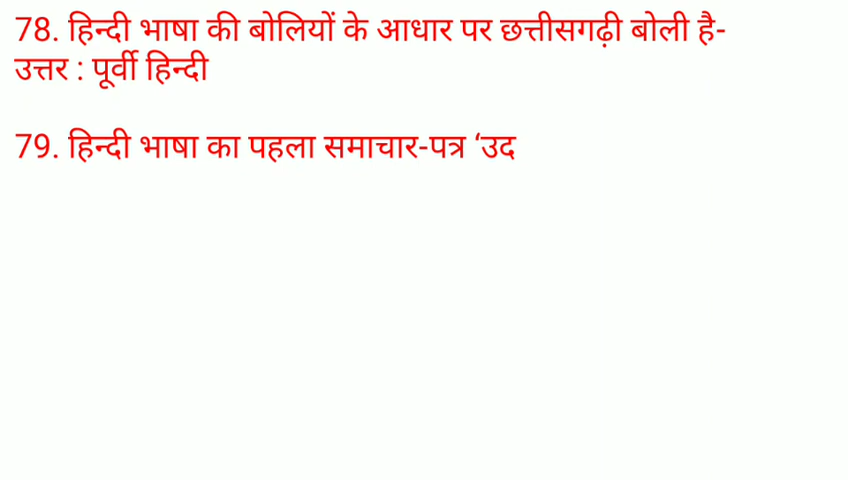 78. हिन्दी भाषा की बोलियों के आधार पर छत्तीसगढ़ी बोली है-
उत्तर : पूर्वी हिन्दी
79. हिन्दी भाषा का पहला समाचार-पत्र ‘उद